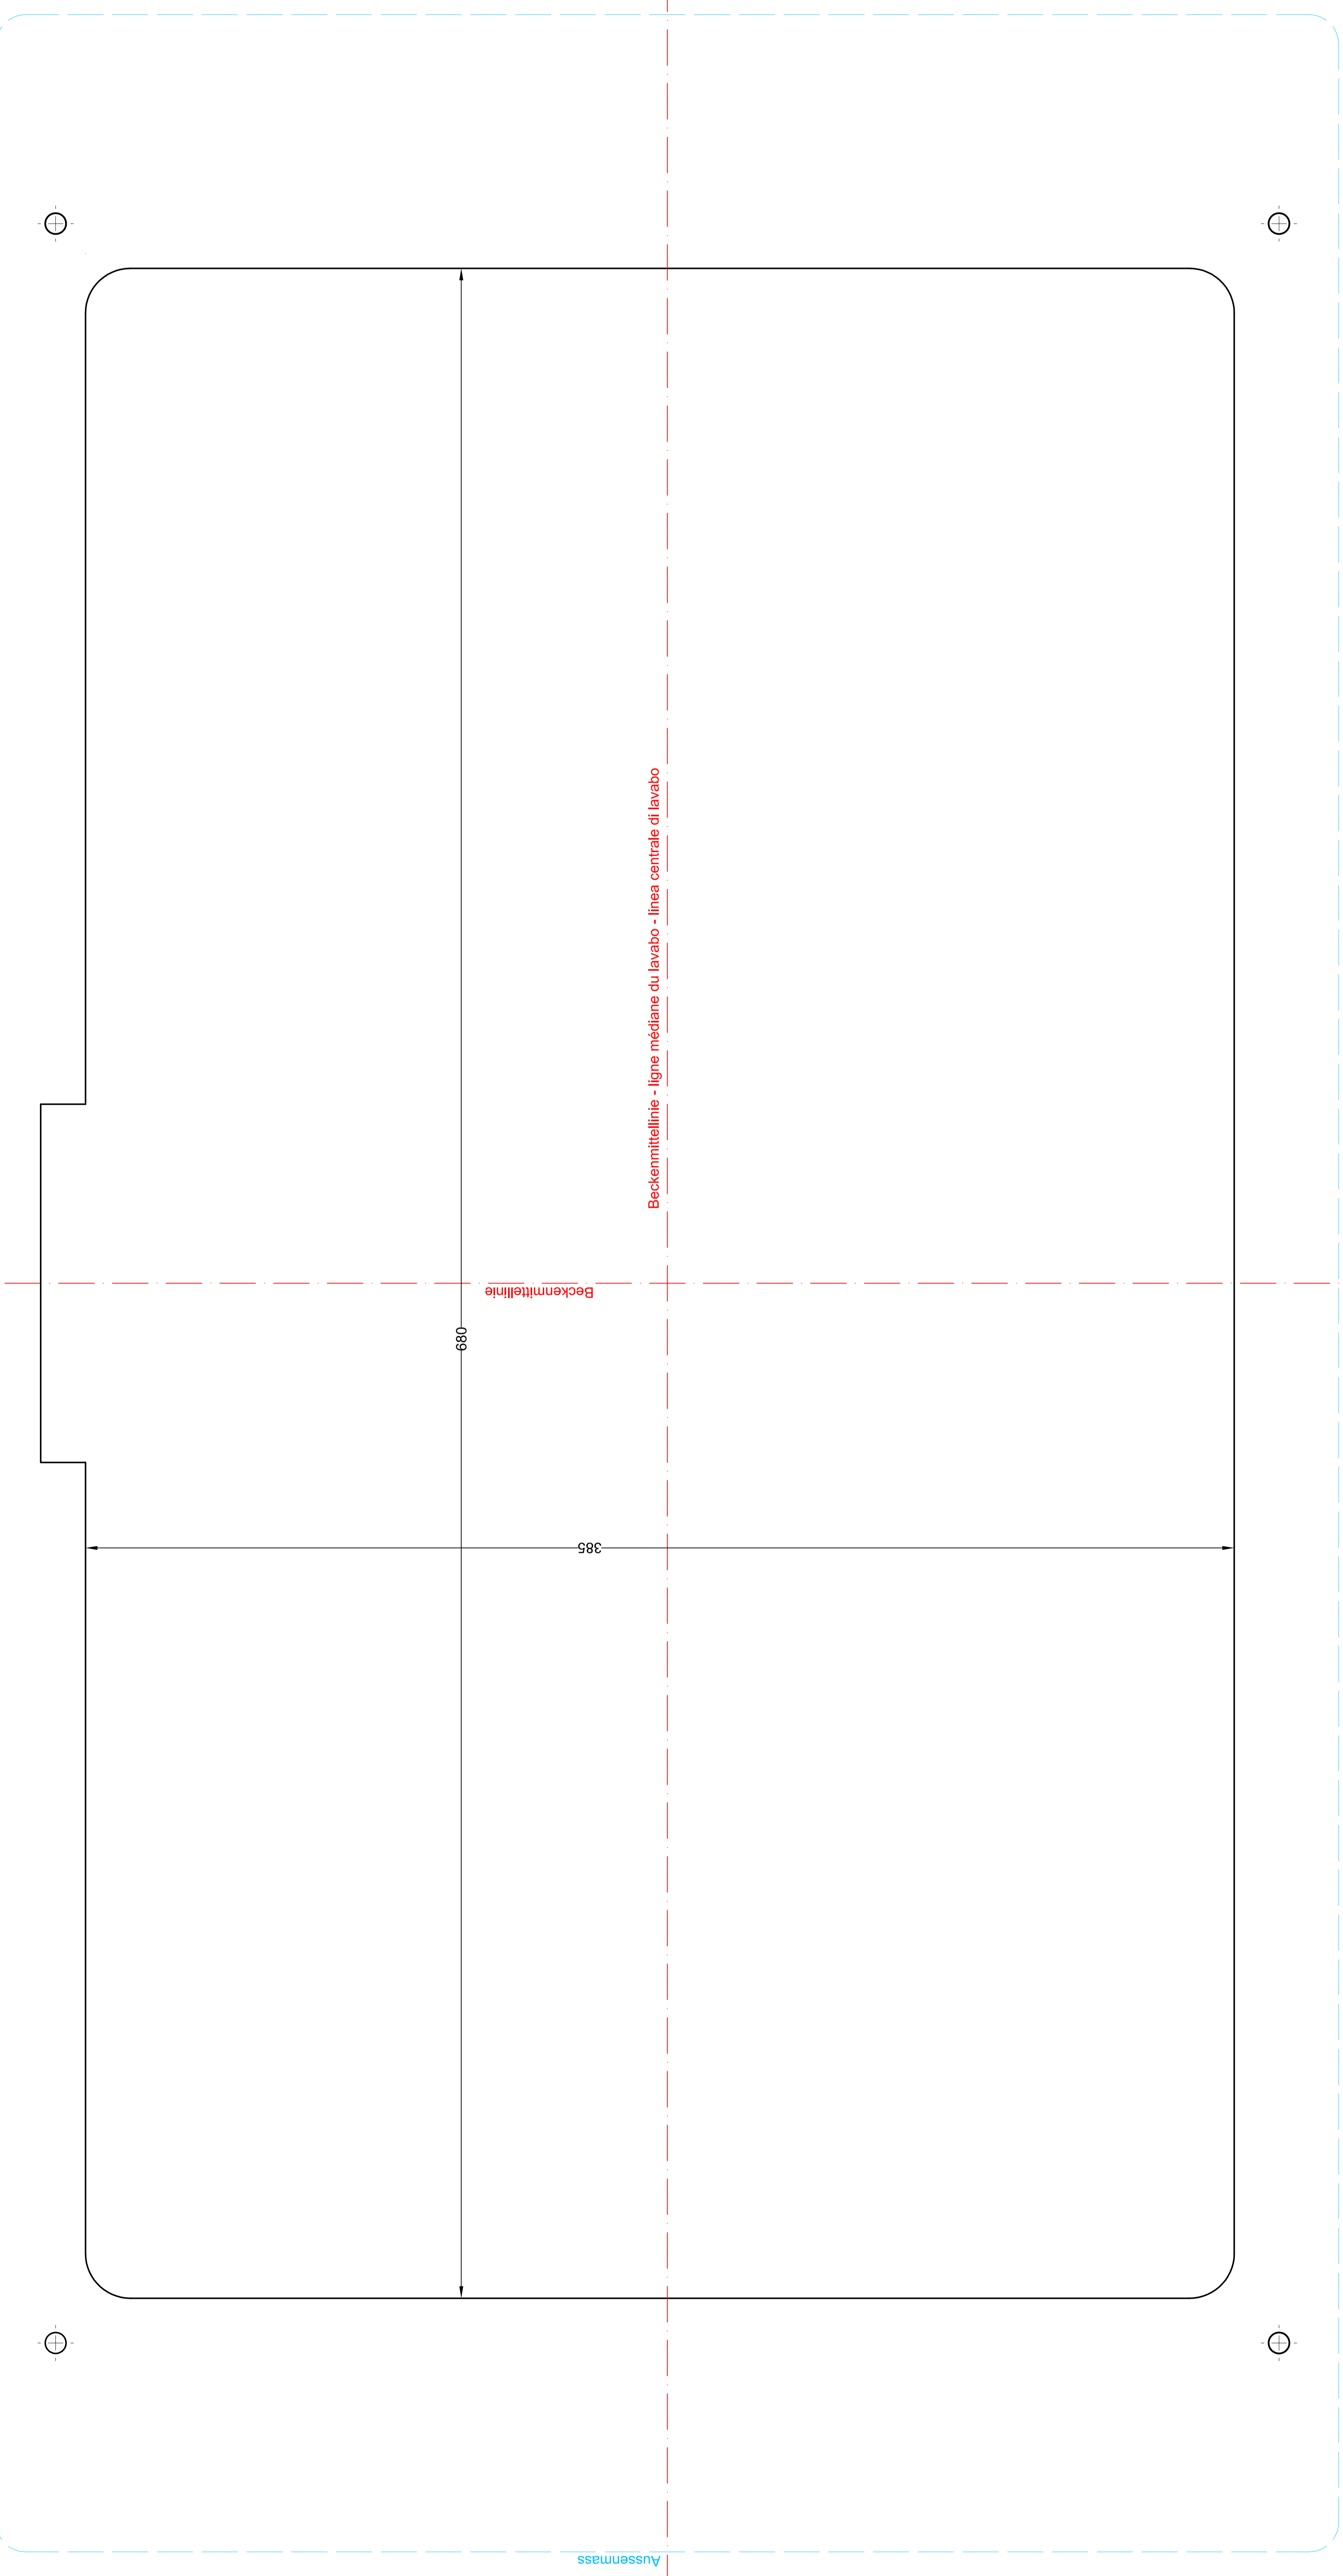 Beckenmittellinie - ligne médiane du lavabo - linea centrale di lavabo
Beckenmittellinie
680
385
Aussenmass